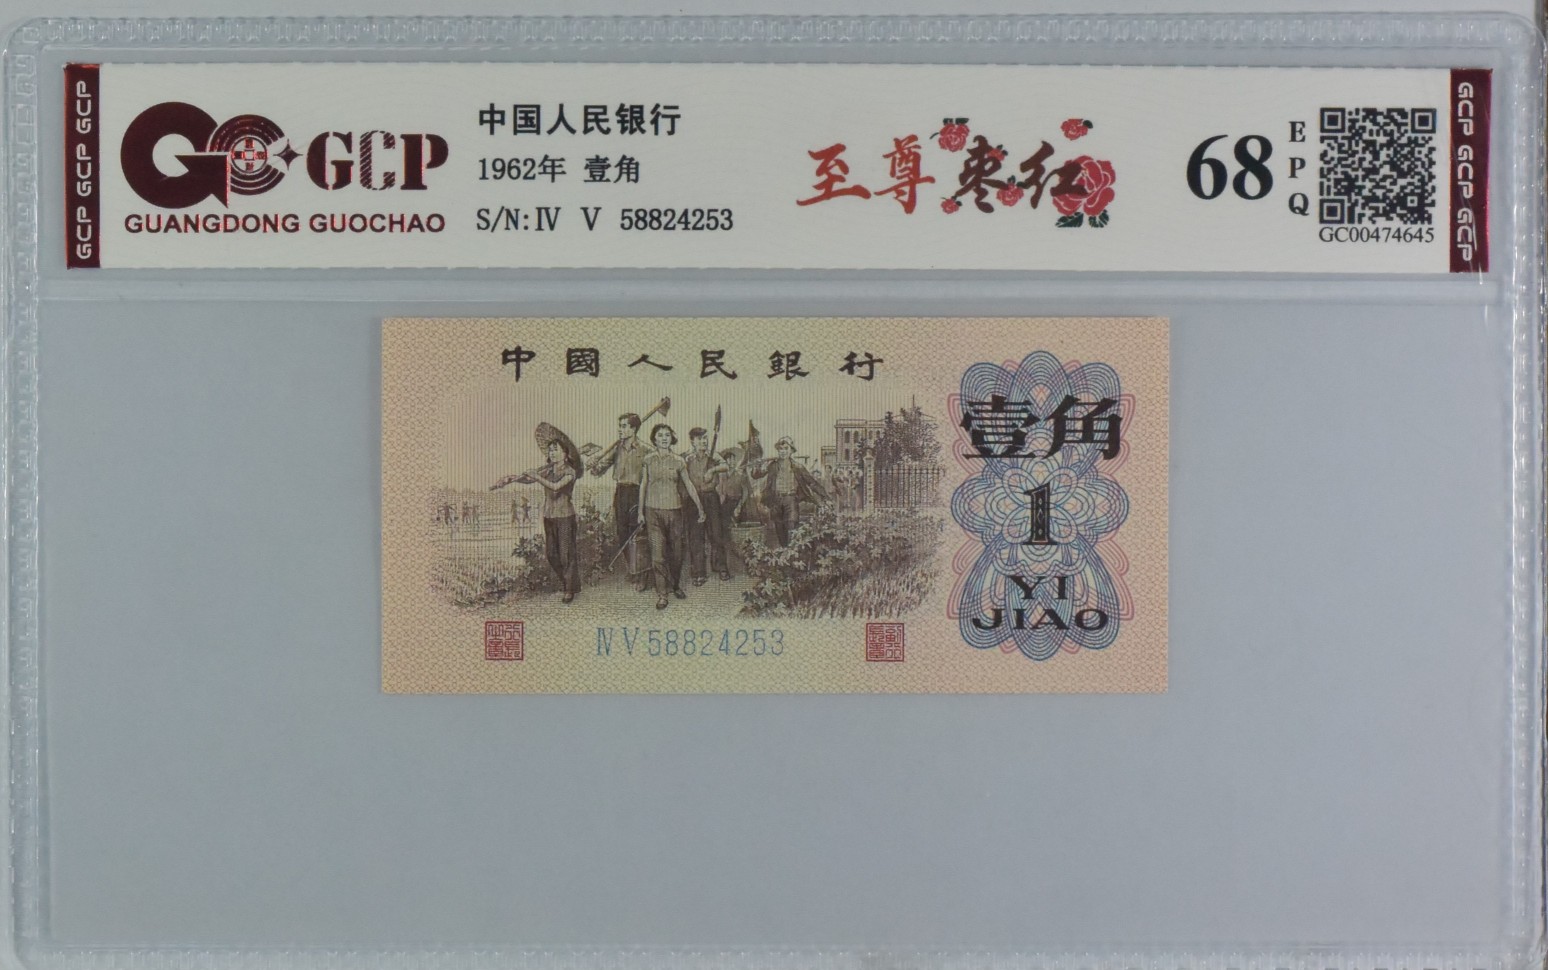 GCP GCP GCP
GCP
GUANGDONG GUOCHAO
中国人民银行
1962年 壹角
S/N:Ⅳ Ⅴ 58824253
至尊枣红
68
E
P
Q
GC00474645
GCP GCP GCP
中國人民銀行
壹角
1
YI
JIAO
Ⅳ Ⅴ 58824253